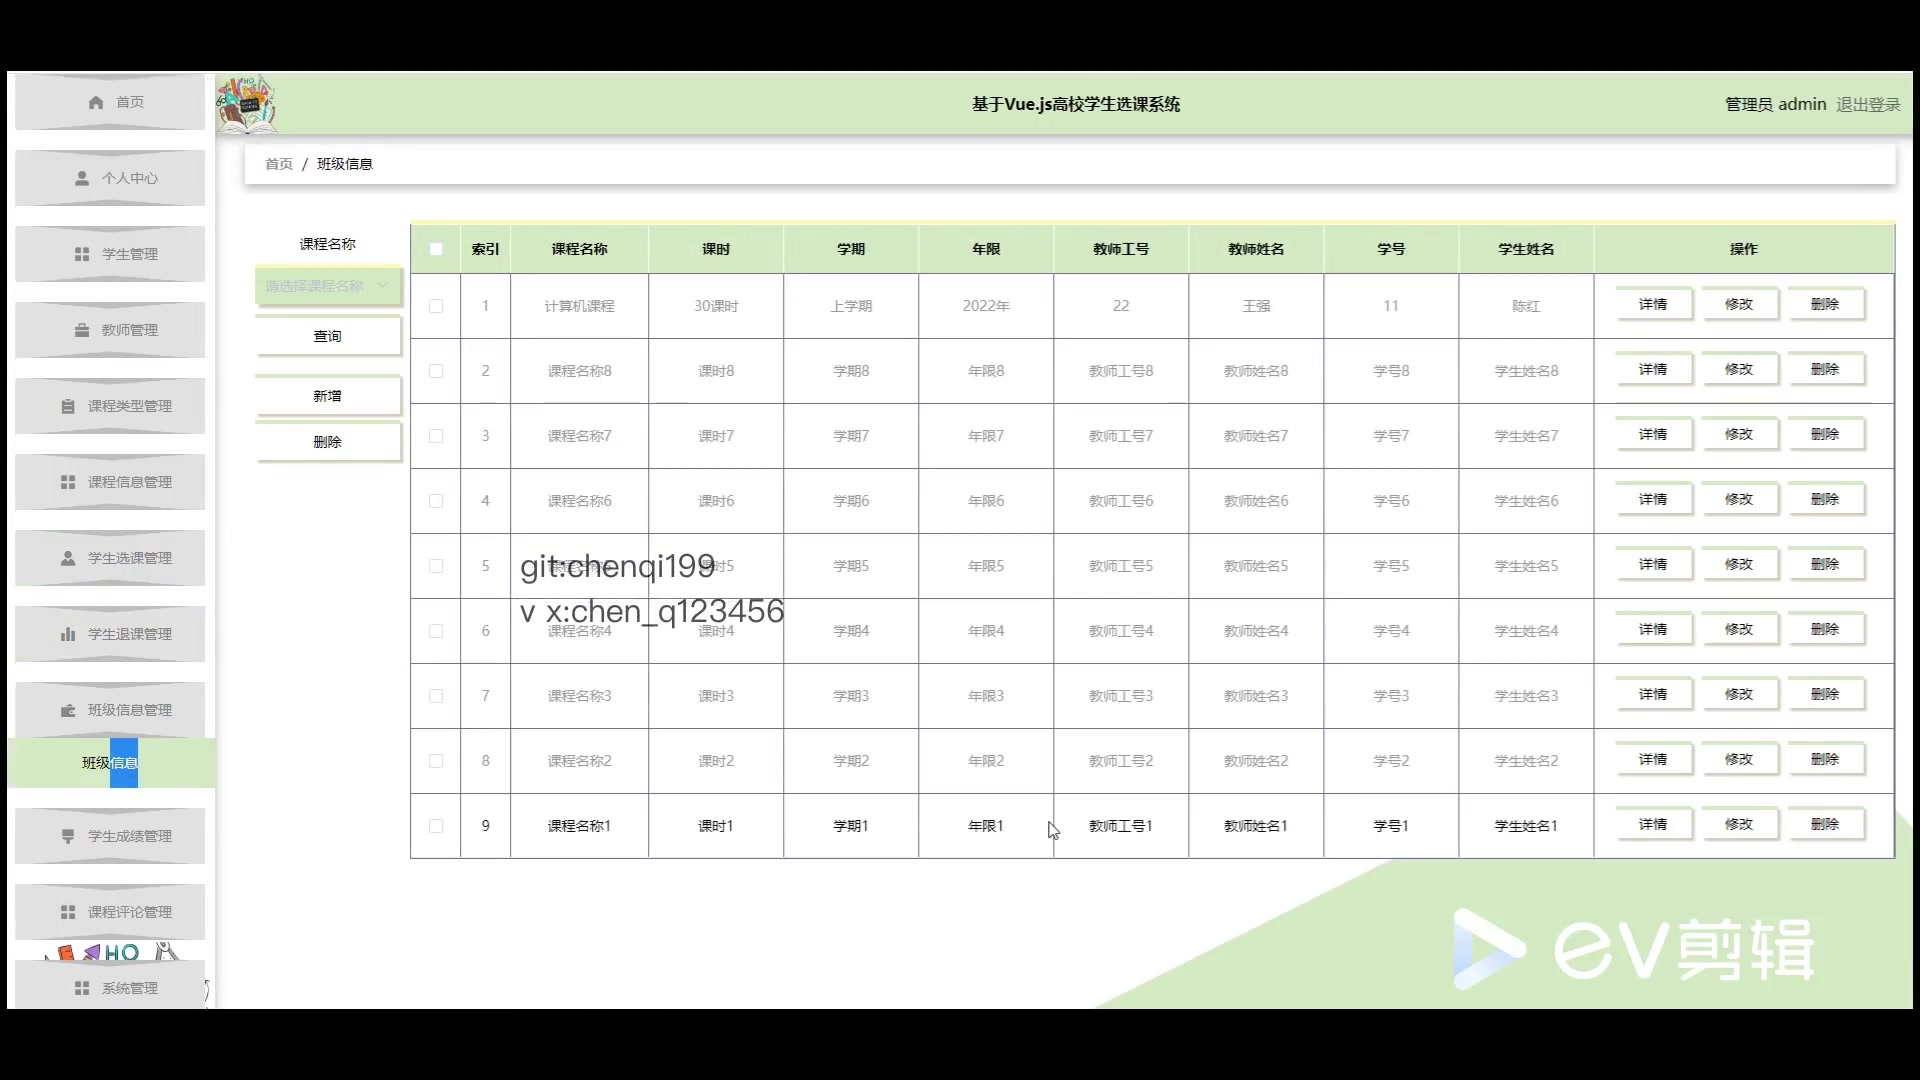 首页
个人中心
学生管理
教师管理
课程类型管理
课程信息管理
学生选课管理
学生退课管理
班级信息管理
班级信息
学生成绩管理
课程评论管理
HO
系统管理
基于Vue.js高校学生选课系统
管理员 admin 退出登录
首页 / 班级信息
课程名称
请选择课程名称
查询
新增
删除
索引 课程名称 课时 学期 年限 教师工号 教师姓名 学号 学生姓名 操作
1 计算机课程 30课时 上学期 2022年 22 王强 11 陈红 详情 修改 删除
2 课程名称8 课时8 学期8 年限8 教师工号8 教师姓名8 学号8 学生姓名8 详情 修改 删除
3 课程名称7 课时7 学期7 年限7 教师工号7 教师姓名7 学号7 学生姓名7 详情 修改 删除
4 课程名称6 课时6 学期6 年限6 教师工号6 教师姓名6 学号6 学生姓名6 详情 修改 删除
5 课程名称5 课时5 学期5 年限5 教师工号5 教师姓名5 学号5 学生姓名5 详情 修改 删除
git:chenqi199
v x:chen_q123456
6 课程名称4 课时4 学期4 年限4 教师工号4 教师姓名4 学号4 学生姓名4 详情 修改 删除
7 课程名称3 课时3 学期3 年限3 教师工号3 教师姓名3 学号3 学生姓名3 详情 修改 删除
8 课程名称2 课时2 学期2 年限2 教师工号2 教师姓名2 学号2 学生姓名2 详情 修改 删除
9 课程名称1 课时1 学期1 年限1 教师工号1 教师姓名1 学号1 学生姓名1 详情 修改 删除
ev剪辑